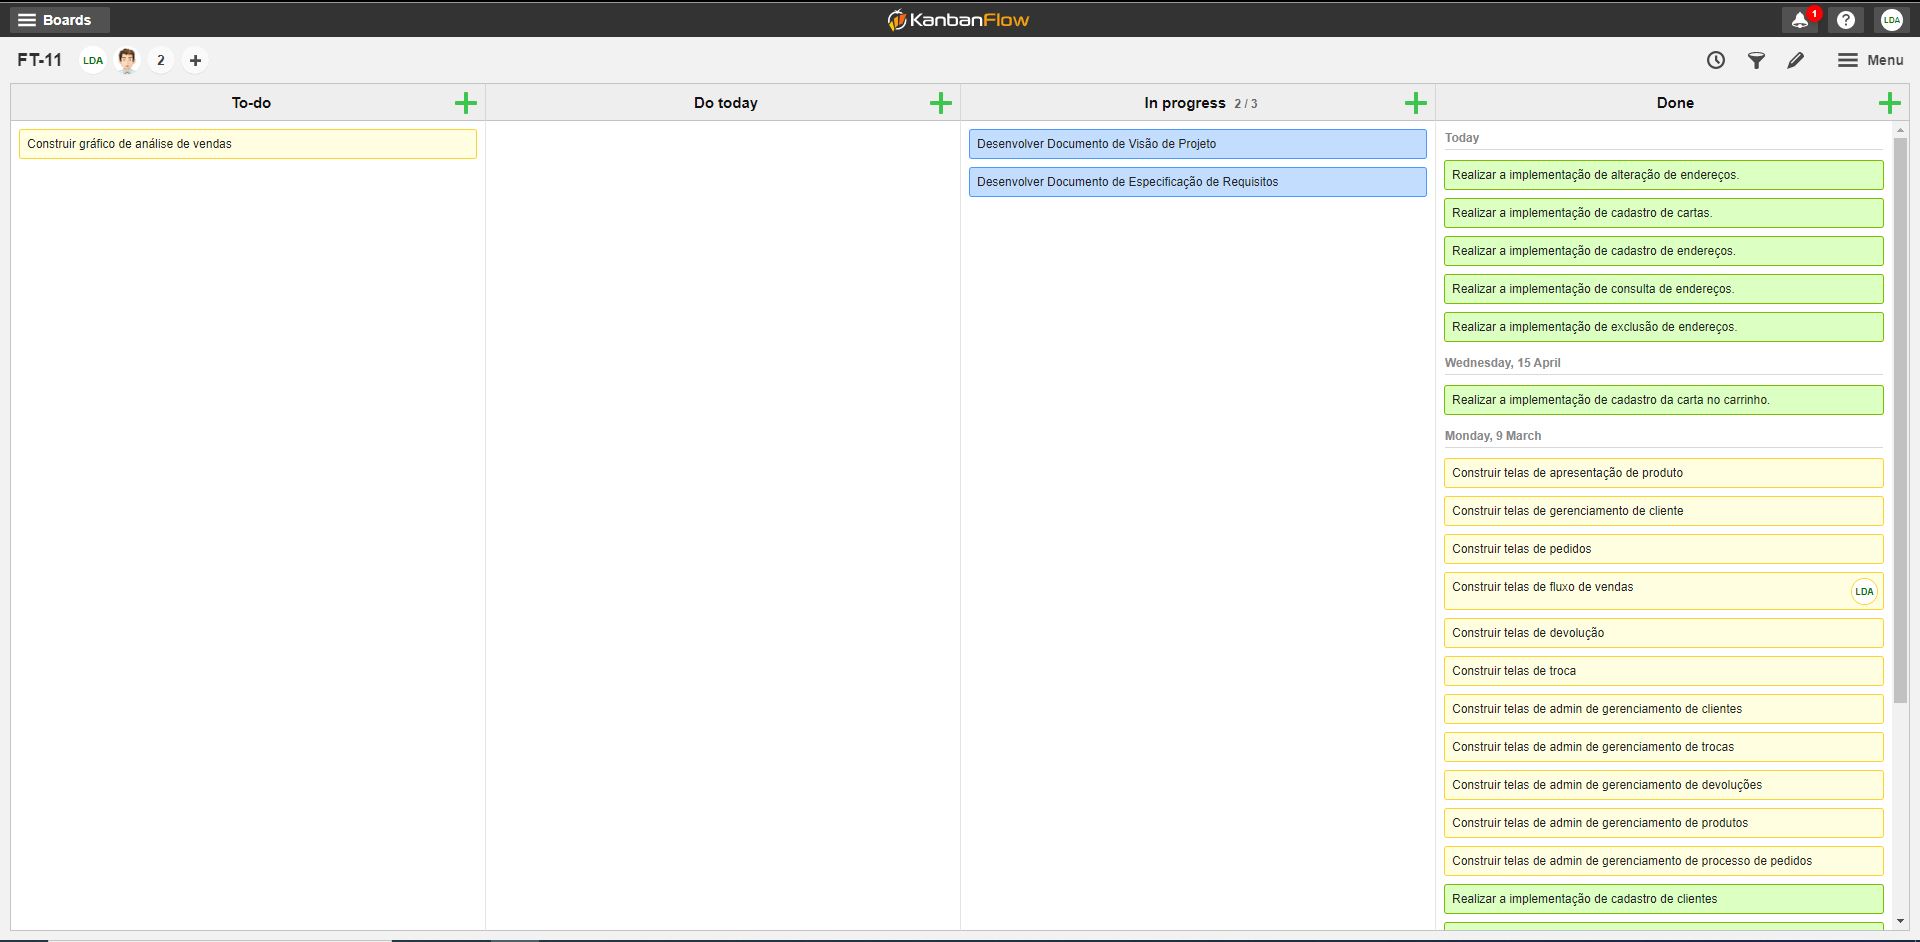 Boards
KanbanFlow
1
?
LDA
FT-11
LDA
2
+
Menu
To-do
Do today
In progress 2 / 3
Done
Construir gráfico de análise de vendas
Desenvolver Documento de Visão de Projeto
Desenvolver Documento de Especificação de Requisitos
Today
Realizar a implementação de alteração de endereços.
Realizar a implementação de cadastro de cartas.
Realizar a implementação de cadastro de endereços.
Realizar a implementação de consulta de endereços.
Realizar a implementação de exclusão de endereços.
Wednesday, 15 April
Realizar a implementação de cadastro da carta no carrinho.
Monday, 9 March
Construir telas de apresentação de produto
Construir telas de gerenciamento de cliente
Construir telas de pedidos
Construir telas de fluxo de vendas
LDA
Construir telas de devolução
Construir telas de troca
Construir telas de admin de gerenciamento de clientes
Construir telas de admin de gerenciamento de trocas
Construir telas de admin de gerenciamento de devoluções
Construir telas de admin de gerenciamento de produtos
Construir telas de admin de gerenciamento de processo de pedidos
Realizar a implementação de cadastro de clientes